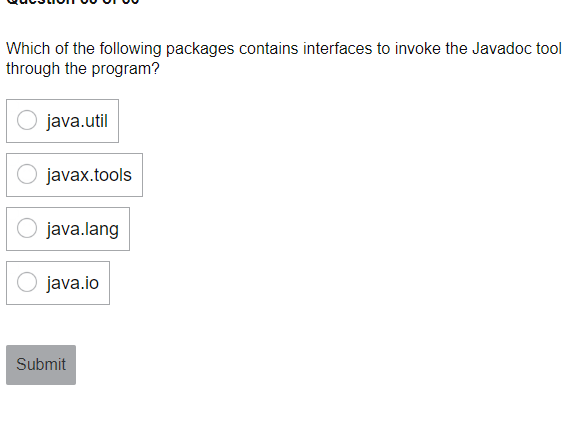 Which of the following packages contains interfaces to invoke the Javadoc tool
through the program?
java.util
javax.tools
java.lang
java.io
Submit